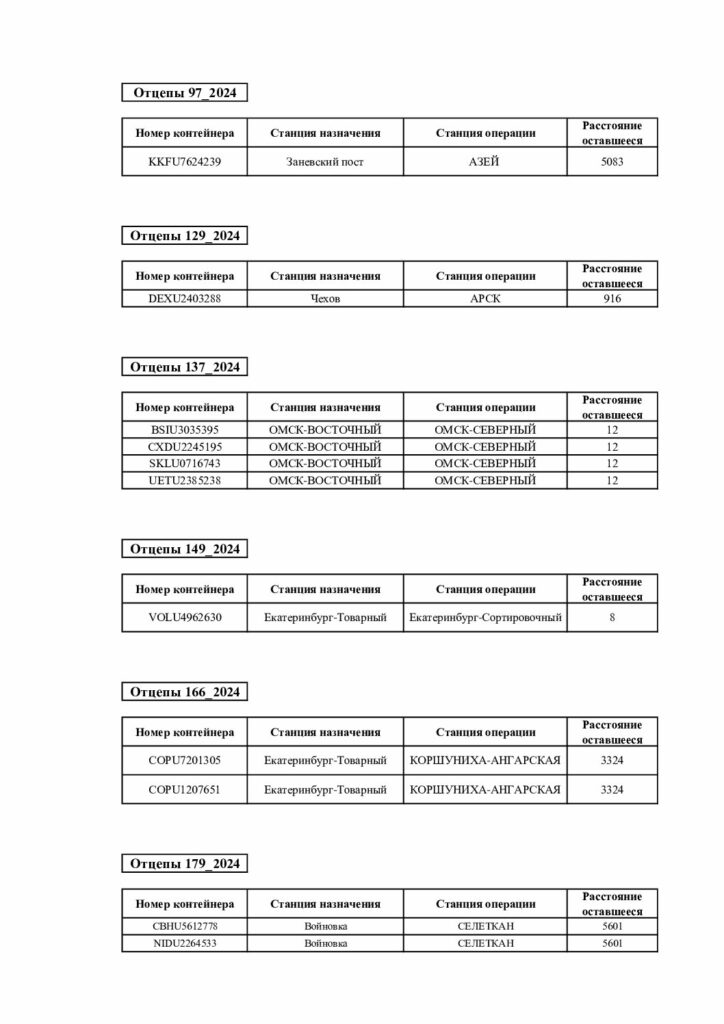 Отцепы 97_2024
Номер контейнера Станция назначения Станция операции Расстояние оставшееся
KKFU7624239 Заневский пост АЗЕЙ 5083
Отцепы 129_2024
Номер контейнера Станция назначения Станция операции Расстояние оставшееся
DEXU2403288 Чехов АРСК 916
Отцепы 137_2024
Номер контейнера Станция назначения Станция операции Расстояние оставшееся
BSIU3035395 ОМСК-ВОСТОЧНЫЙ ОМСК-СЕВЕРНЫЙ 12
CXDU2245195 ОМСК-ВОСТОЧНЫЙ ОМСК-СЕВЕРНЫЙ 12
SKLU0716743 ОМСК-ВОСТОЧНЫЙ ОМСК-СЕВЕРНЫЙ 12
UETU2385238 ОМСК-ВОСТОЧНЫЙ ОМСК-СЕВЕРНЫЙ 12
Отцепы 149_2024
Номер контейнера Станция назначения Станция операции Расстояние оставшееся
VOLU4962630 Екатеринбург-Товарный Екатеринбург-Сортировочный 8
Отцепы 166_2024
Номер контейнера Станция назначения Станция операции Расстояние оставшееся
COPU7201305 Екатеринбург-Товарный КОРШУНИХА-АНГАРСКАЯ 3324
COPU1207651 Екатеринбург-Товарный КОРШУНИХА-АНГАРСКАЯ 3324
Отцепы 179_2024
Номер контейнера Станция назначения Станция операции Расстояние оставшееся
CBHU5612778 Войновка СЕЛЕТКАН 5601
NIDU2264533 Войновка СЕЛЕТКАН 5601